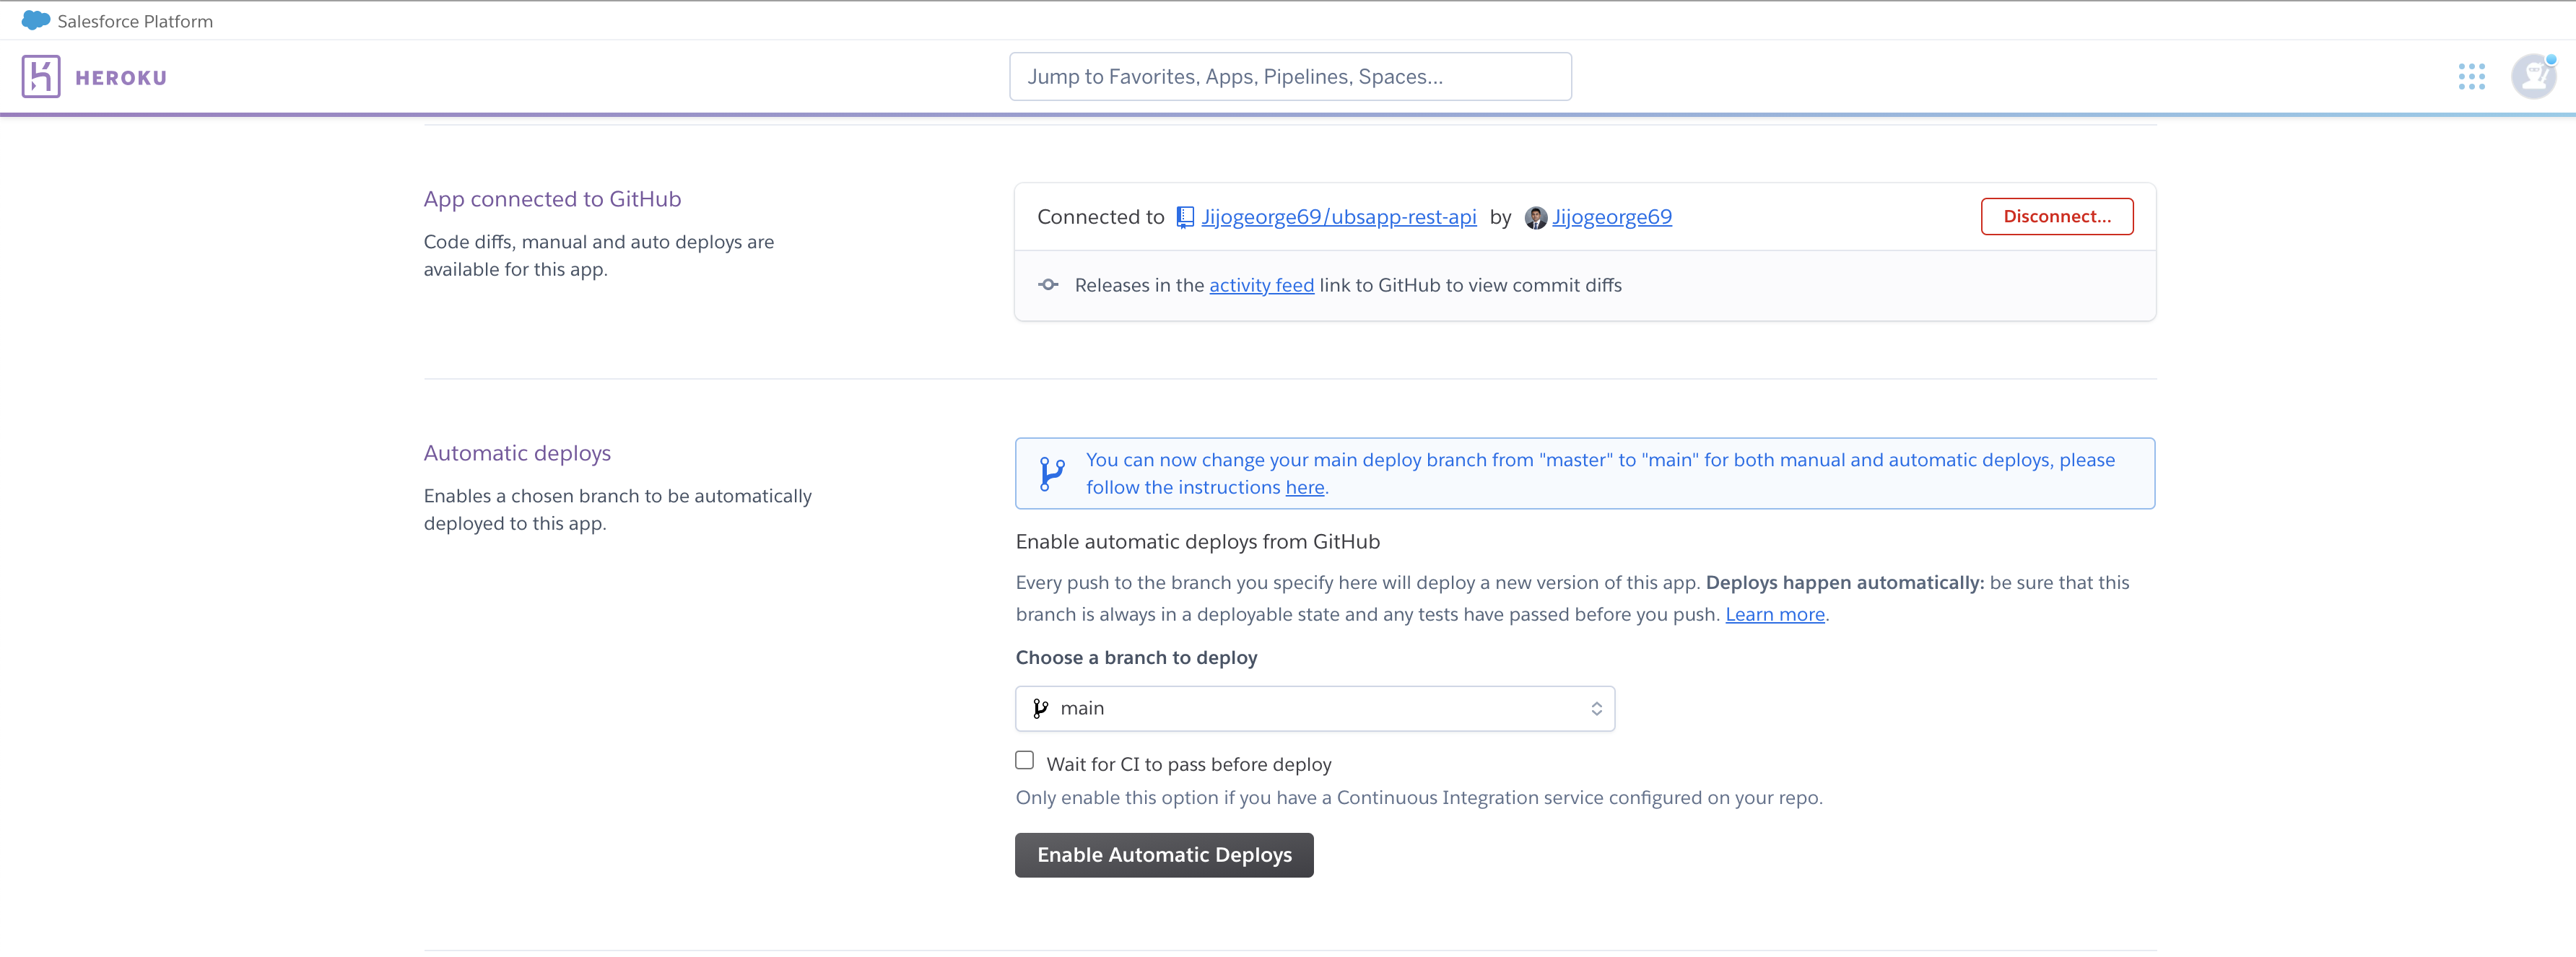 Salesforce Platform
HEROKU
Jump to Favorites, Apps, Pipelines, Spaces...
App connected to GitHub
Code diffs, manual and auto deploys are
available for this app.
Connected to Jijogeorge69/ubsapp-rest-api by Jijogeorge69
Disconnect...
Releases in the activity feed link to GitHub to view commit diffs
Automatic deploys
Enables a chosen branch to be automatically
deployed to this app.
You can now change your main deploy branch from "master" to "main" for both manual and automatic deploys, please
follow the instructions here.
Enable automatic deploys from GitHub
Every push to the branch you specify here will deploy a new version of this app. Deploys happen automatically: be sure that this
branch is always in a deployable state and any tests have passed before you push. Learn more.
Choose a branch to deploy
main
Wait for CI to pass before deploy
Only enable this option if you have a Continuous Integration service configured on your repo.
Enable Automatic Deploys